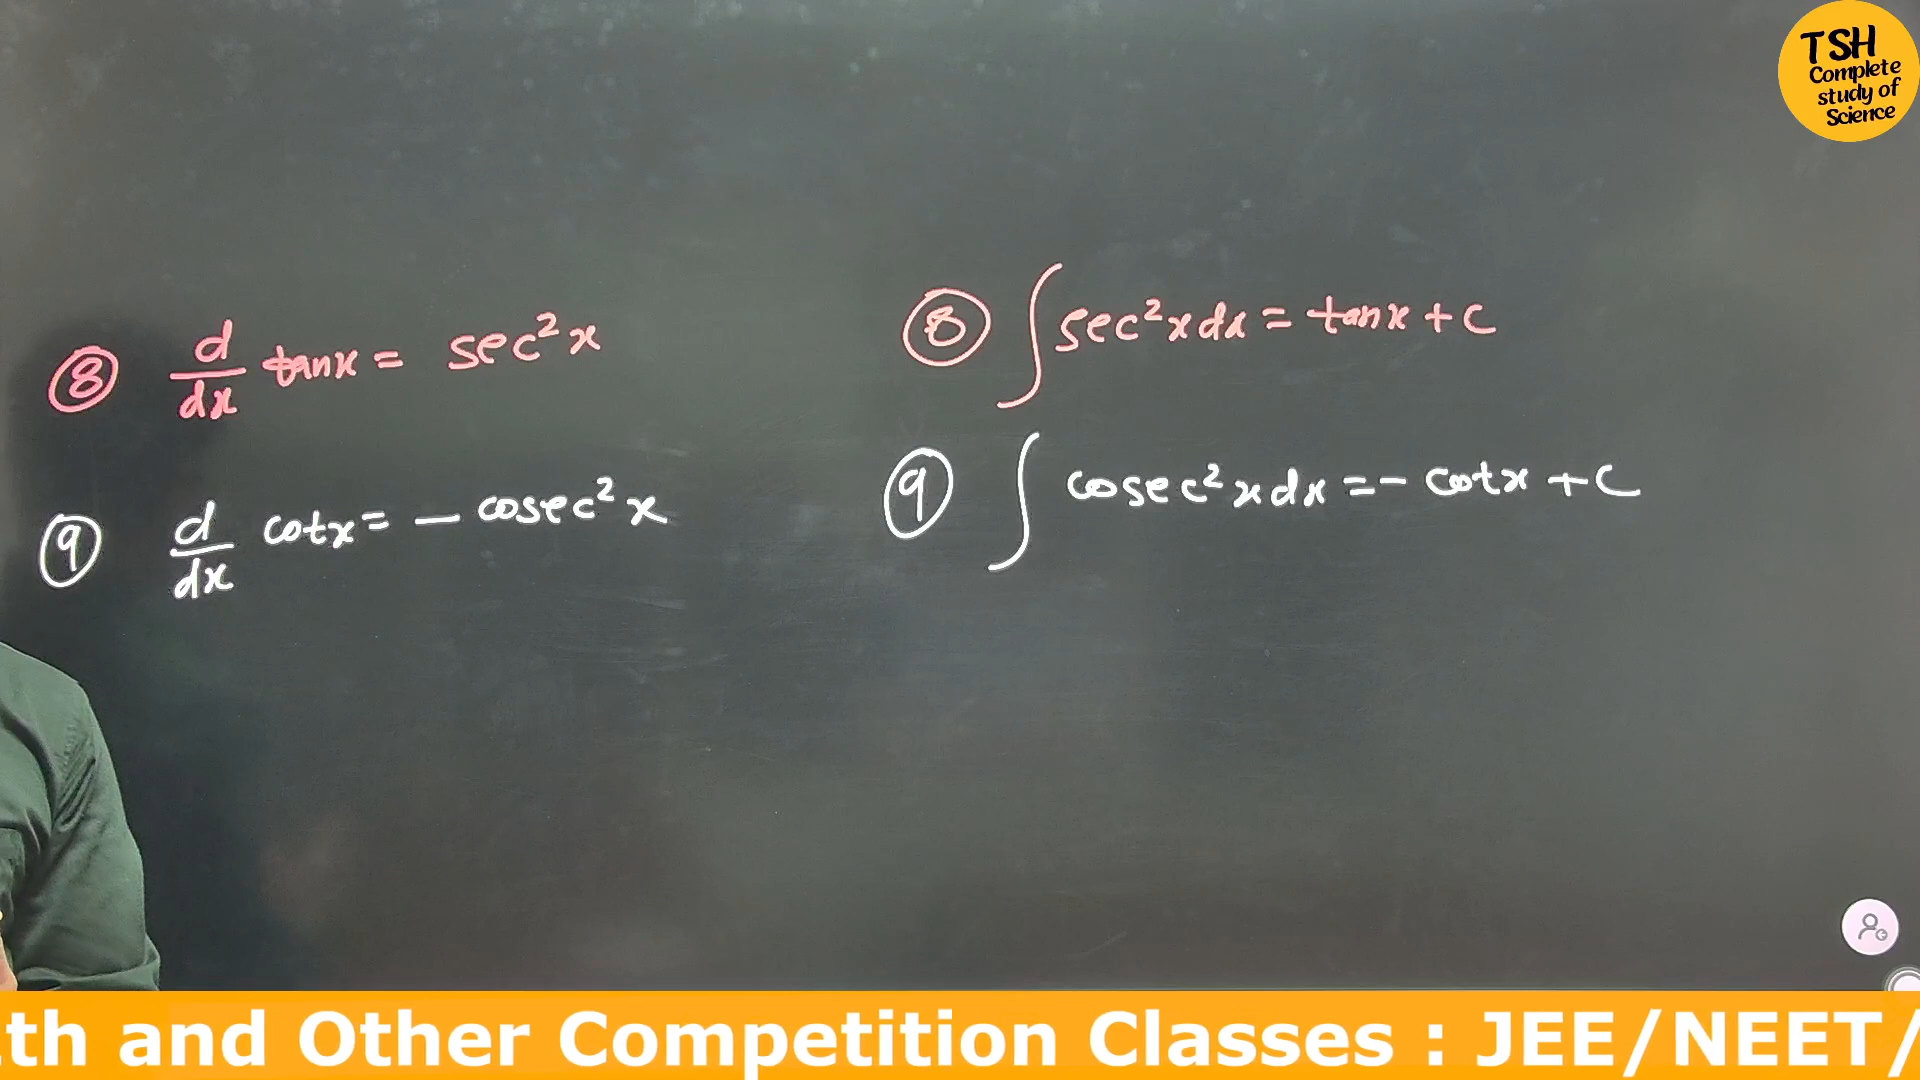 TSH
Complete
study of
Science
⑧ d/dx tanx = sec²x
⑧ ∫sec²x dx = tanx + c
⑨ d/dx cotx = – cosec²x
⑨ ∫ cosec²x dx = - cotx + c
th and Other Competition Classes : JEE/NEET/